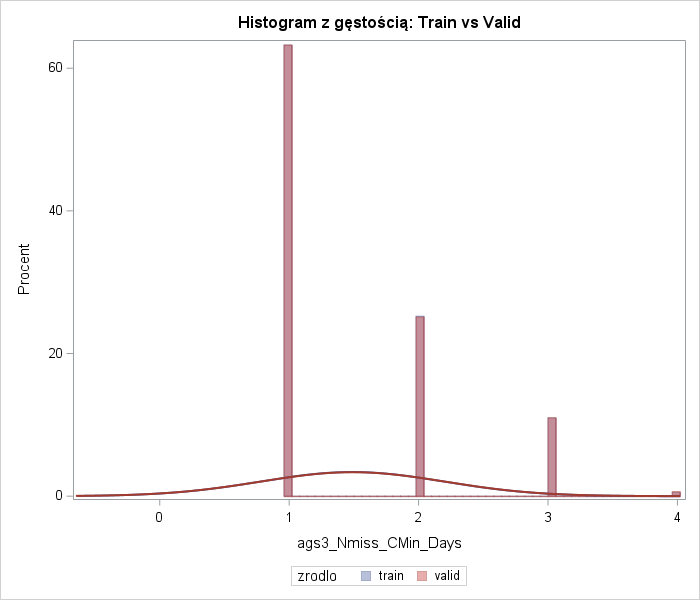 Histogram z gęstością: Train vs Valid
60
40
20
0
Procent
0 1 2 3 4
ags3_Nmiss_CMin_Days
zrodlo train valid